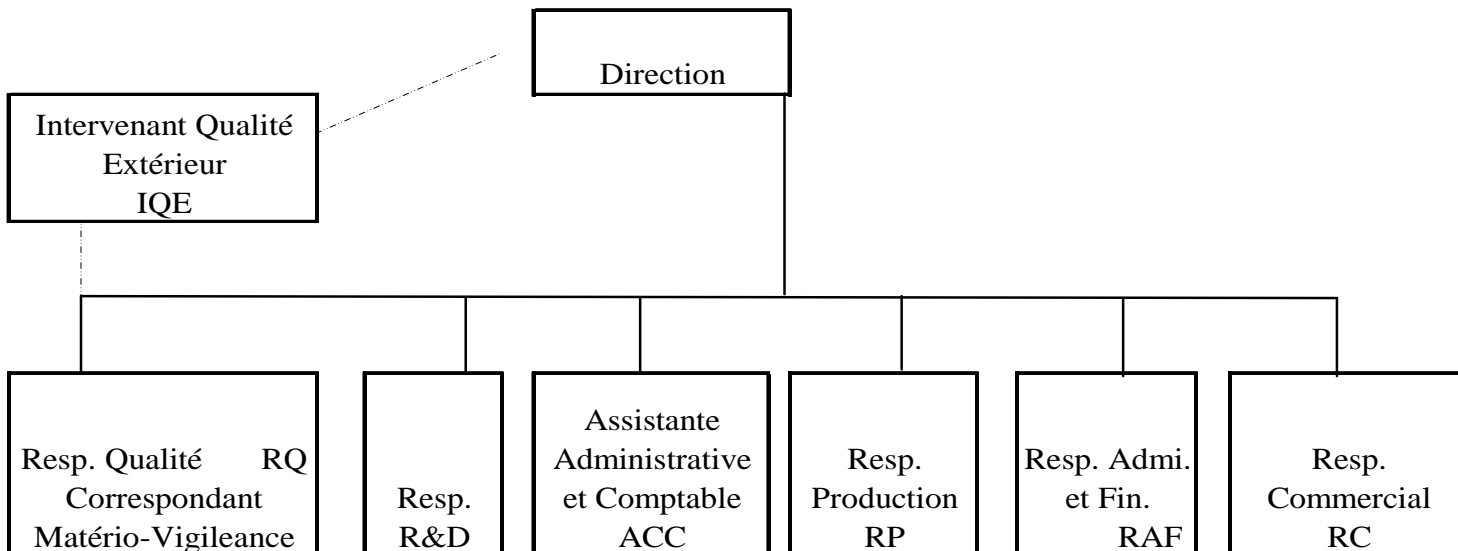 Direction
Intervenant Qualité
Extérieur
IQE
Resp. Qualité RQ
Correspondant
Matério-Vigileance
Resp.
R&D
Assistante
Administrative
et Comptable
ACC
Resp.
Production
RP
Resp. Admi.
et Fin.
RAF
Resp.
Commercial
RC